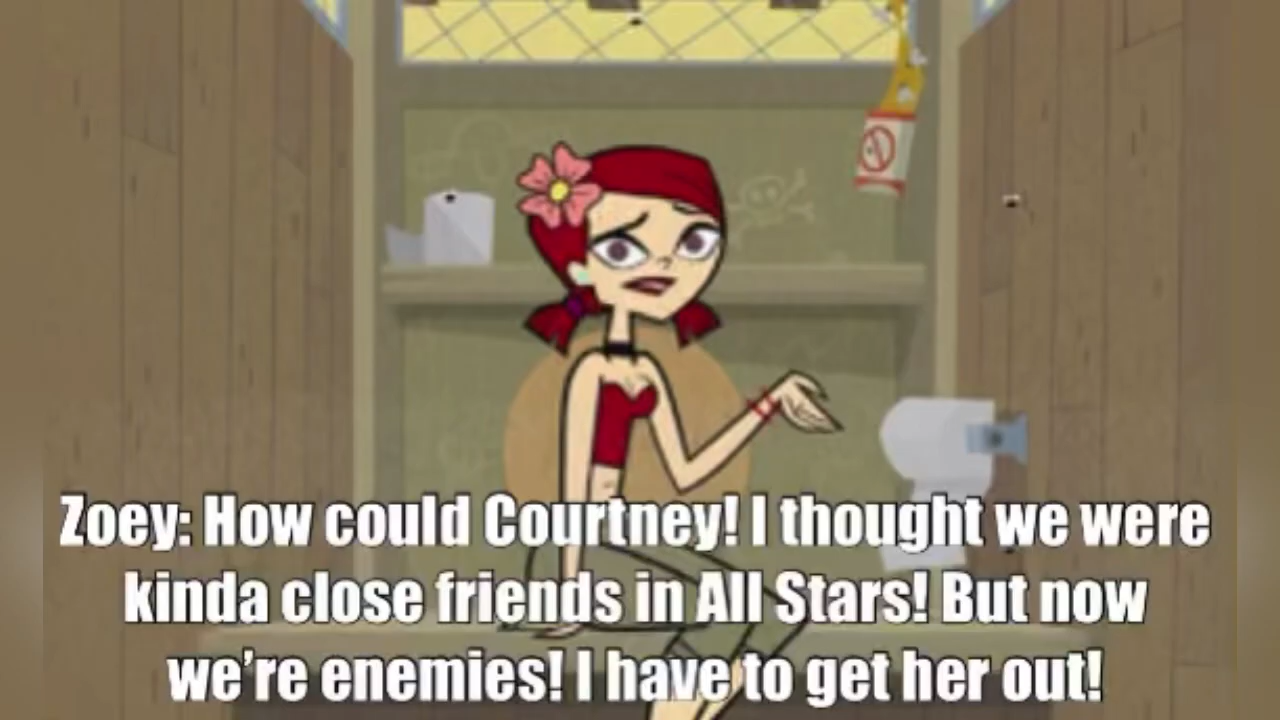 Zoey: How could Courtney! I thought we were
kinda close friends in All Stars! But now
we’re enemies! I have to get her out!